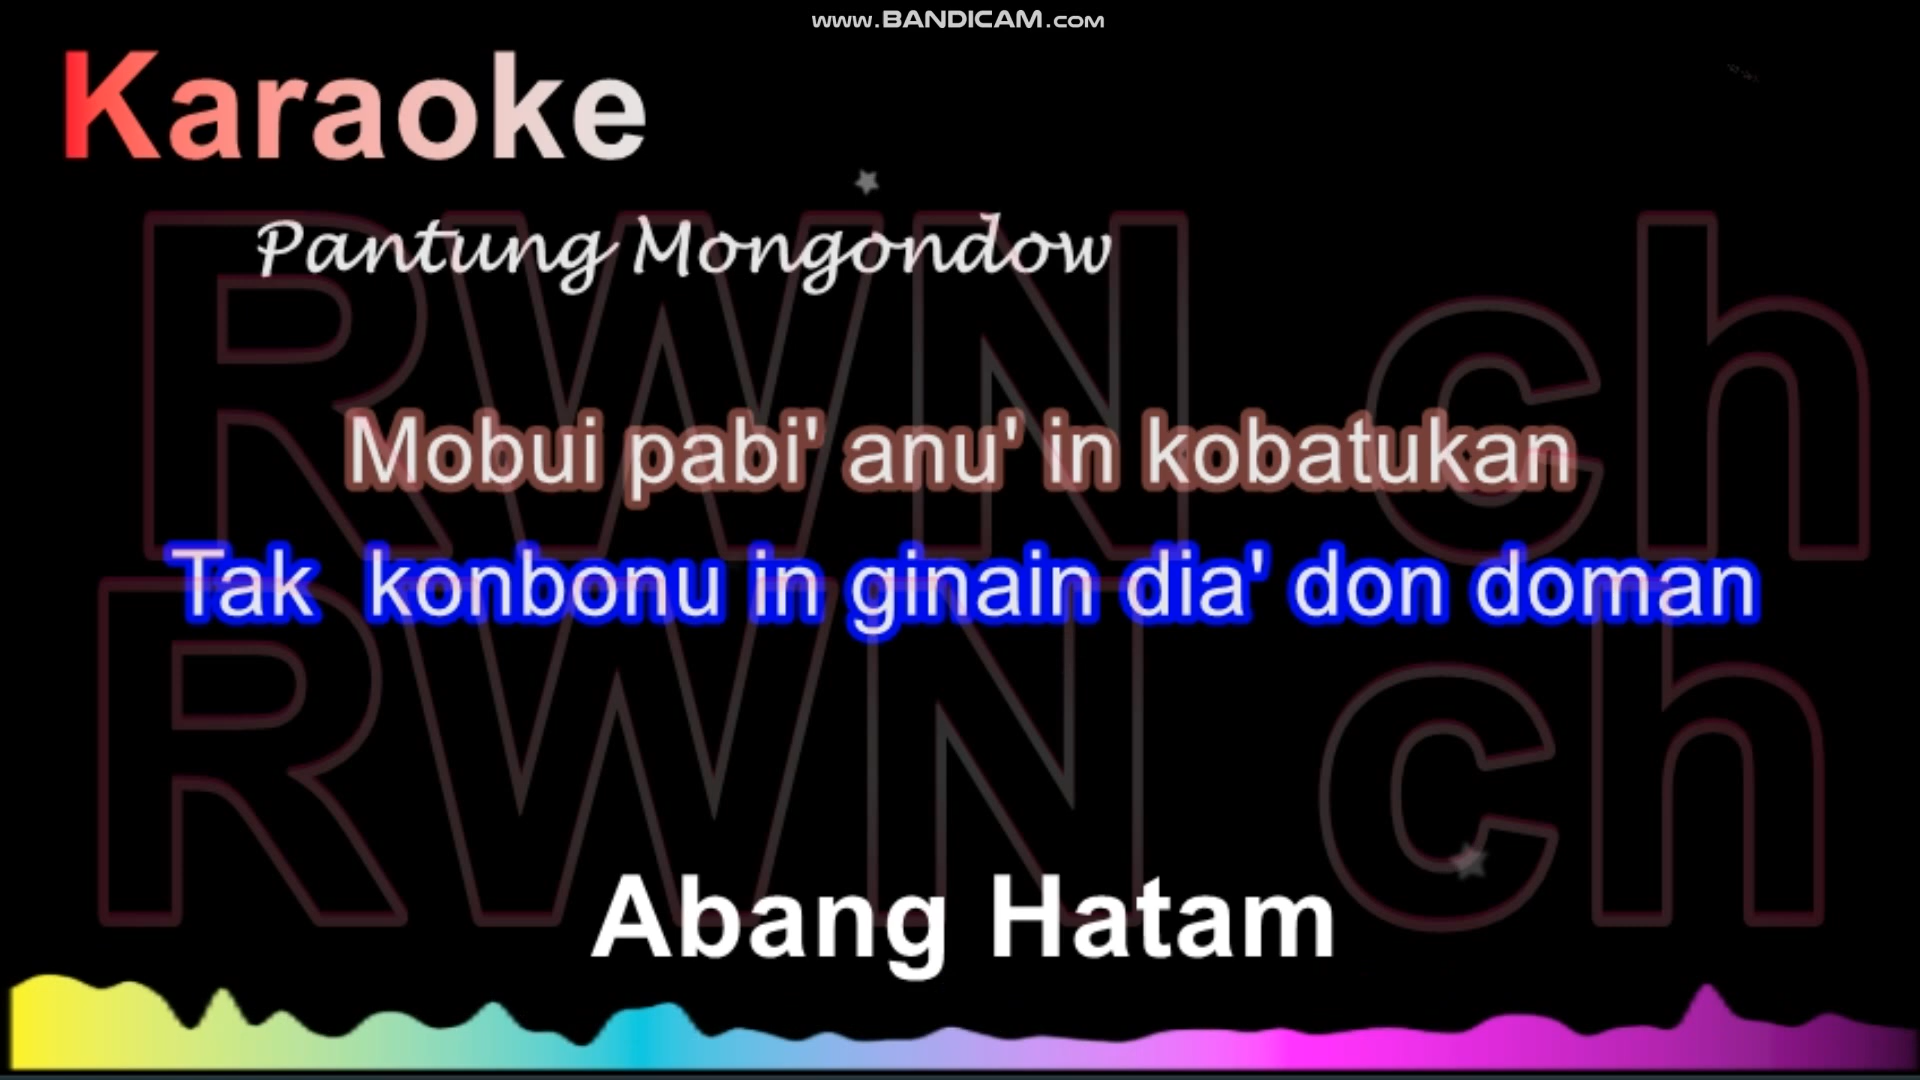 www.BANDICAM.com
Karaoke
Pantung Mongondow
RWN ch
Mobui pabi' anu' in kobatukan
Tak konbonu in ginain dia' don doman
RWN ch
Abang Hatam